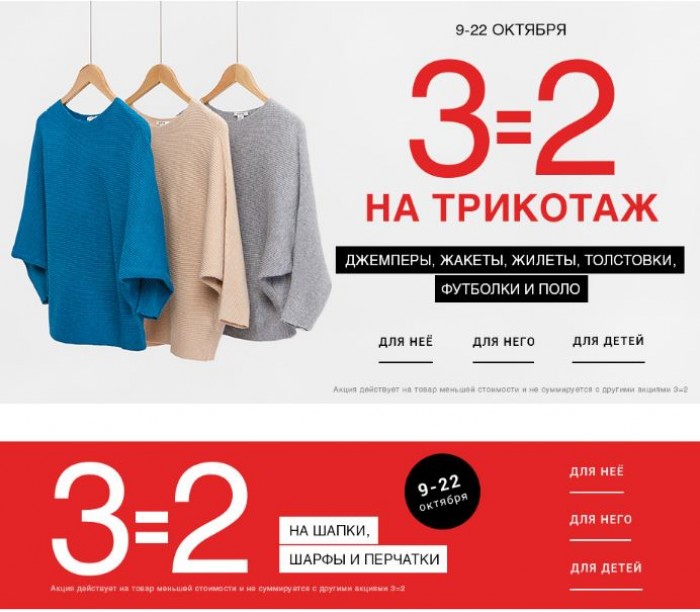 9-22 ОКТЯБРЯ
3=2
НА ТРИКОТАЖ
ДЖЕМПЕРЫ, ЖАКЕТЫ, ЖИЛЕТЫ, ТОЛСТОВКИ,
ФУТБОЛКИ И ПОЛО
ДЛЯ НЕЁ ДЛЯ НЕГО ДЛЯ ДЕТЕЙ
Акция действует на товар меньшей стоимости и не суммируется с другими акциями 3=2
3=2
НА ШАПКИ,
ШАРФЫ И ПЕРЧАТКИ
9-22
октября
ДЛЯ НЕЁ
ДЛЯ НЕГО
ДЛЯ ДЕТЕЙ
Акция действует на товар меньшей стоимости и не суммируется с другими акциями 3=2